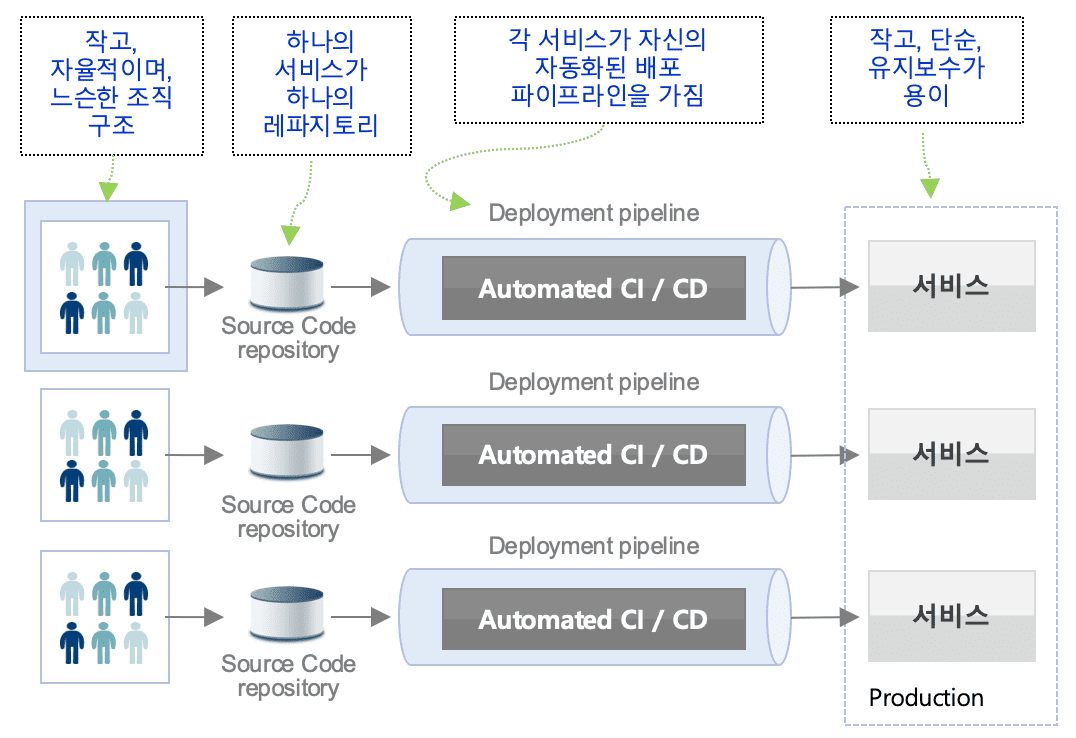 작고,
자율적이며,
느슨한 조직
구조
하나의
서비스가
하나의
레파지토리
각 서비스가 자신의
자동화된 배포
파이프라인을 가짐
작고, 단순,
유지보수가
용이
Deployment pipeline
Automated CI / CD
서비스
Source Code
repository
Deployment pipeline
Automated CI / CD
서비스
Source Code
repository
Deployment pipeline
Automated CI / CD
서비스
Source Code
repository
Production